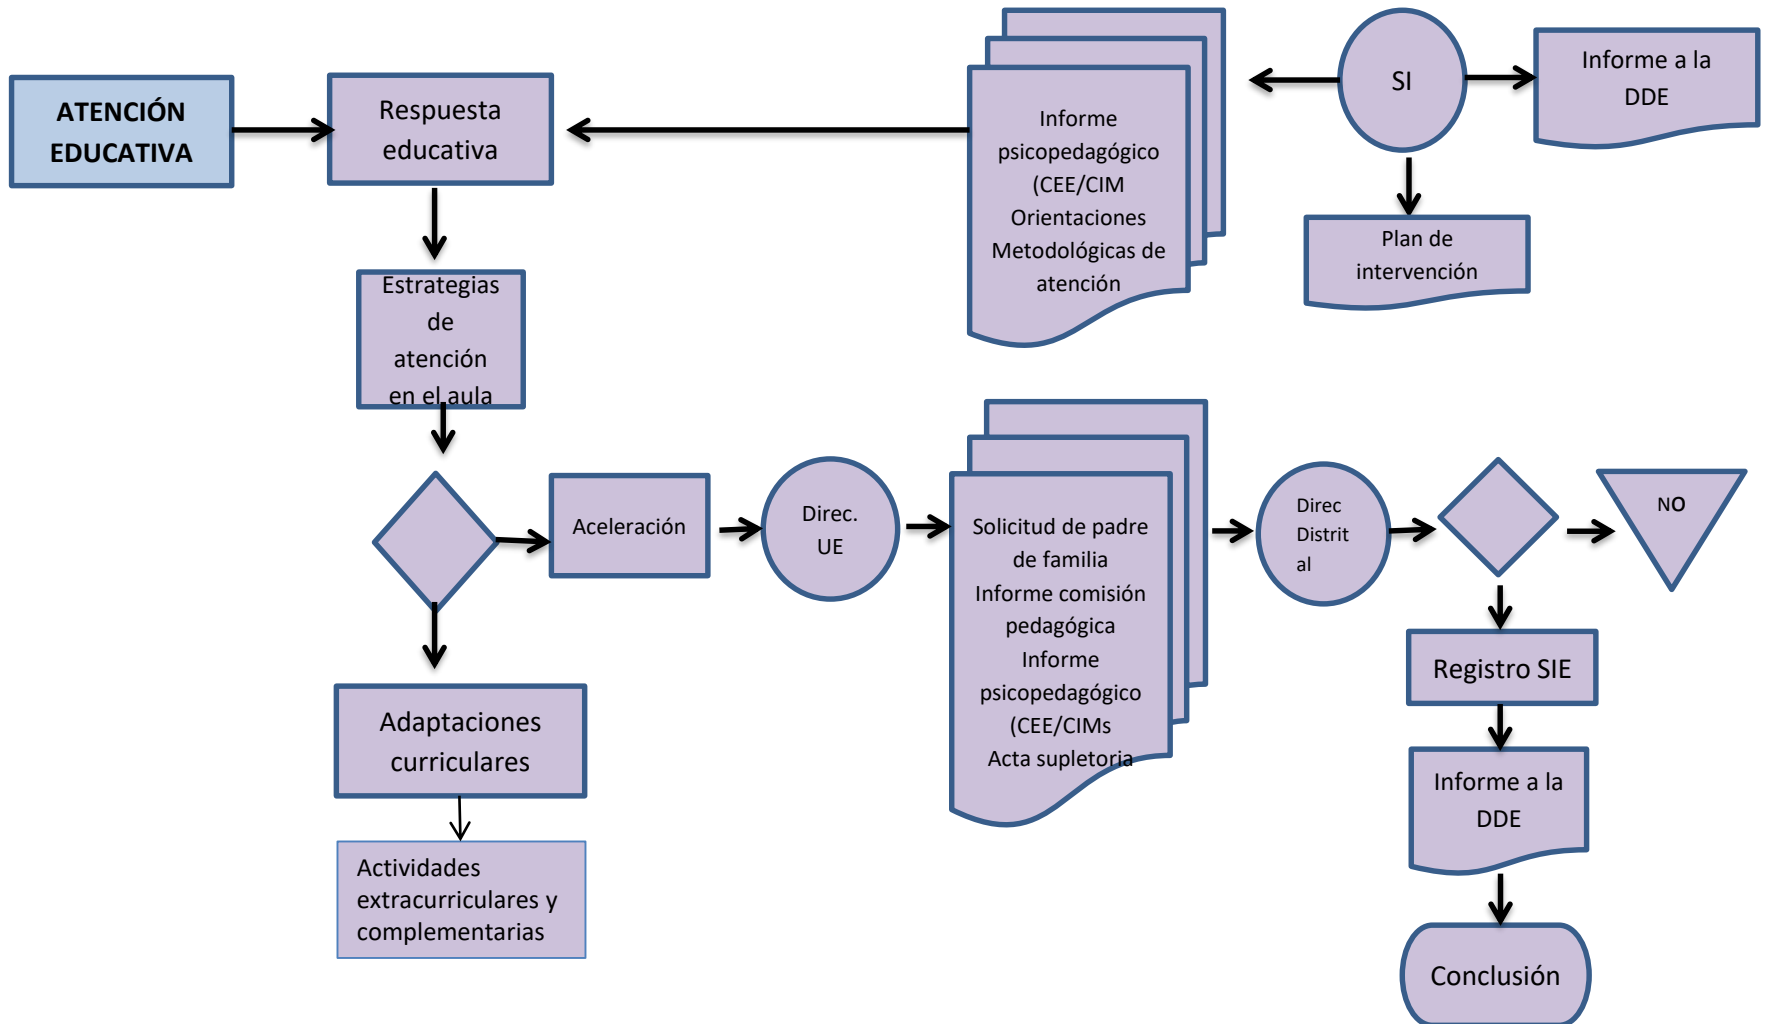 ATENCIÓN
EDUCATIVA
Respuesta
educativa
Informe
psicopedagógico
(CEE/CIM
Orientaciones
Metodológicas de
atención
SI
Informe a la
DDE
Plan de
intervención
Estrategias
de
atención
en el aula
Aceleración
Direc.
UE
Solicitud de padre
de familia
Informe comisión
pedagógica
Informe
psicopedagógico
(CEE/CIMs
Acta supletoria
Direc
Distrit
al
NO
Registro SIE
Informe a la
DDE
Conclusión
Adaptaciones
curriculares
Actividades
extracurriculares y
complementarias